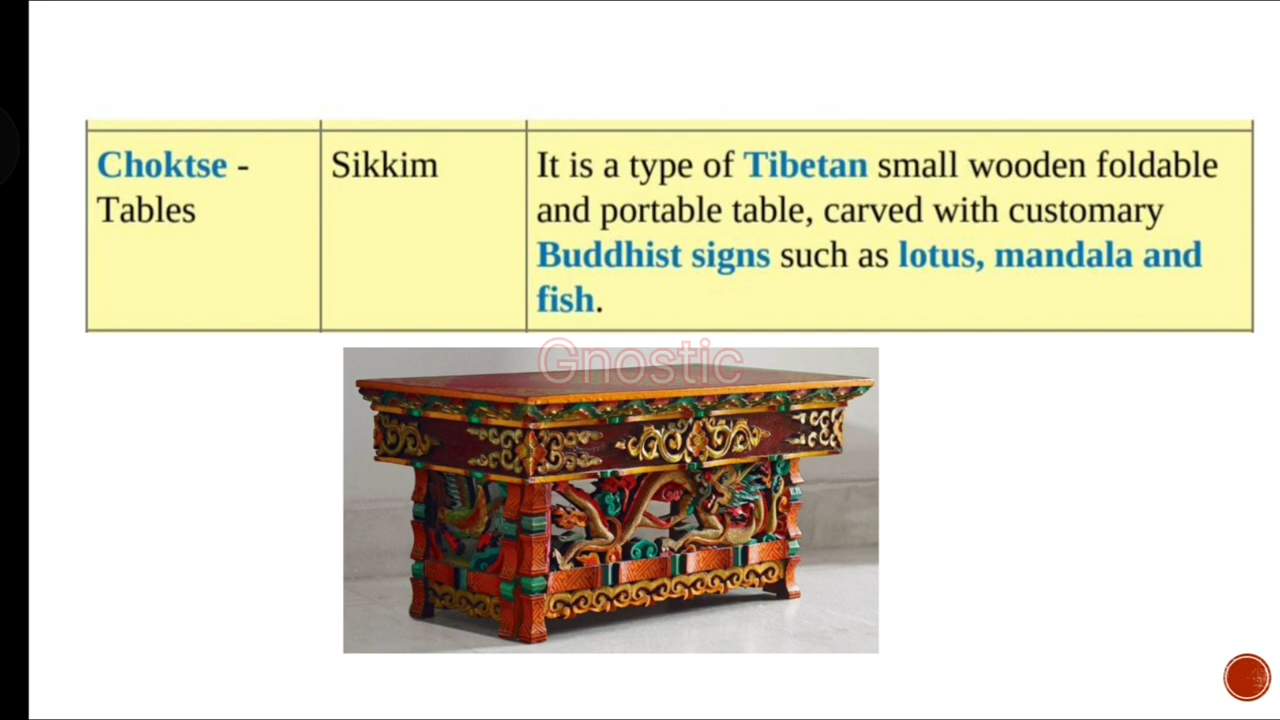 Choktse - 
Tables
Sikkim
It is a type of Tibetan small wooden foldable
and portable table, carved with customary
Buddhist signs such as lotus, mandala and
fish.
Gnostic